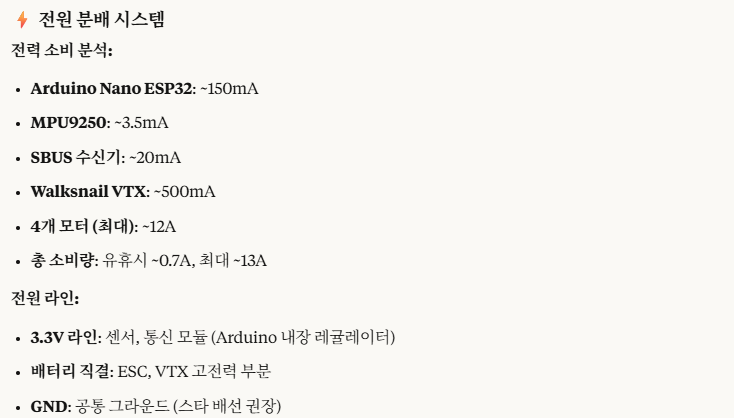 ⚡ 전원 분배 시스템
전력 소비 분석:
• Arduino Nano ESP32: ~150mA
• MPU9250: ~3.5mA
• SBUS 수신기: ~20mA
• Walksnail VTX: ~500mA
• 4개 모터 (최대): ~12A
• 총 소비량: 유휴시 ~0.7A, 최대 ~13A
전원 라인:
• 3.3V 라인: 센서, 통신 모듈 (Arduino 내장 레귤레이터)
• 배터리 직결: ESC, VTX 고전력 부분
• GND: 공통 그라운드 (스타 배선 권장)